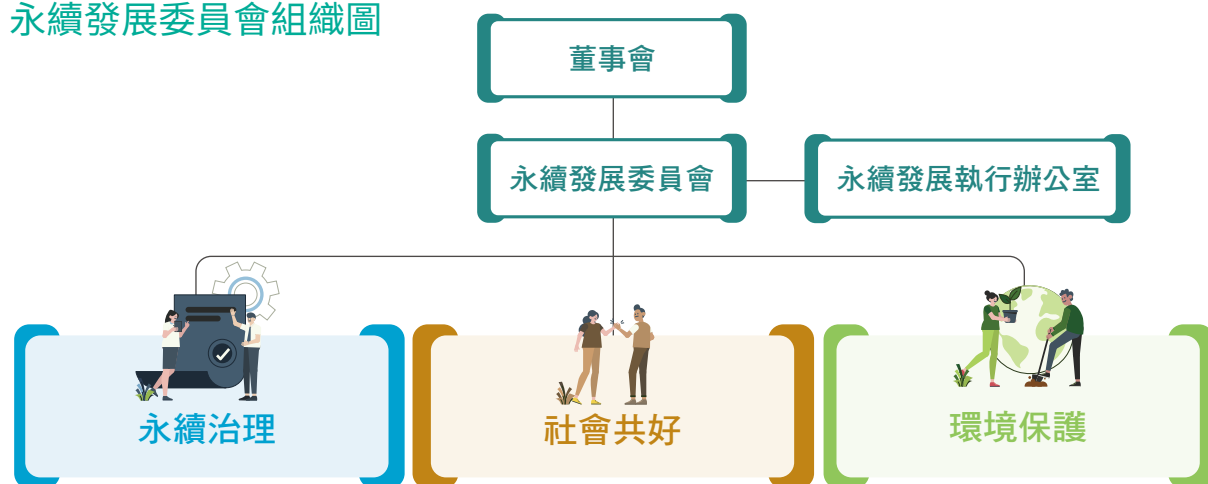 永續發展委員會組織圖
董事會
永續發展委員會
永續發展執行辦公室
永續治理
社會共好
環境保護